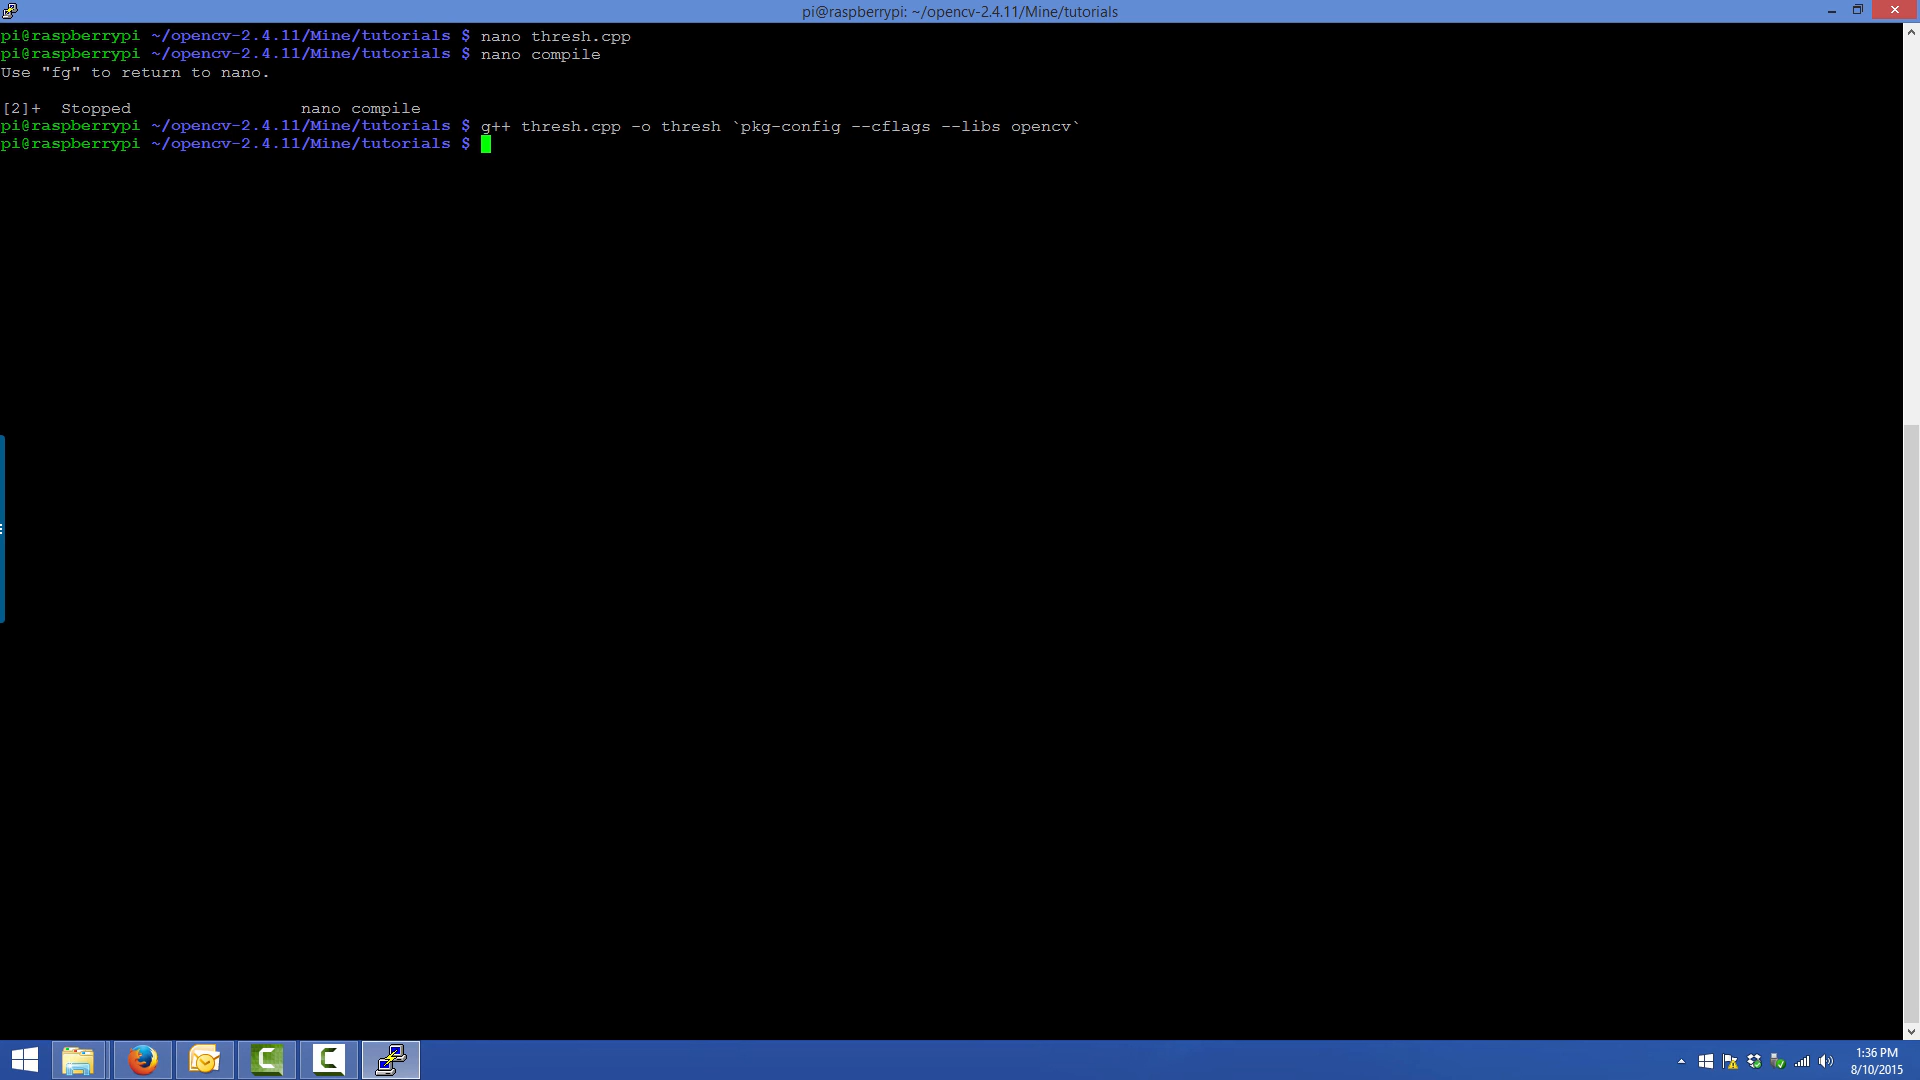 pi@raspberrypi: ~/opencv-2.4.11/Mine/tutorials
pi@raspberrypi ~/opencv-2.4.11/Mine/tutorials $ nano thresh.cpp
pi@raspberrypi ~/opencv-2.4.11/Mine/tutorials $ nano compile
Use "fg" to return to nano.
[2]+  Stopped                 nano compile
pi@raspberrypi ~/opencv-2.4.11/Mine/tutorials $ g++ thresh.cpp -o thresh `pkg-config --cflags --libs opencv`
pi@raspberrypi ~/opencv-2.4.11/Mine/tutorials $
1:36 PM
8/10/2015